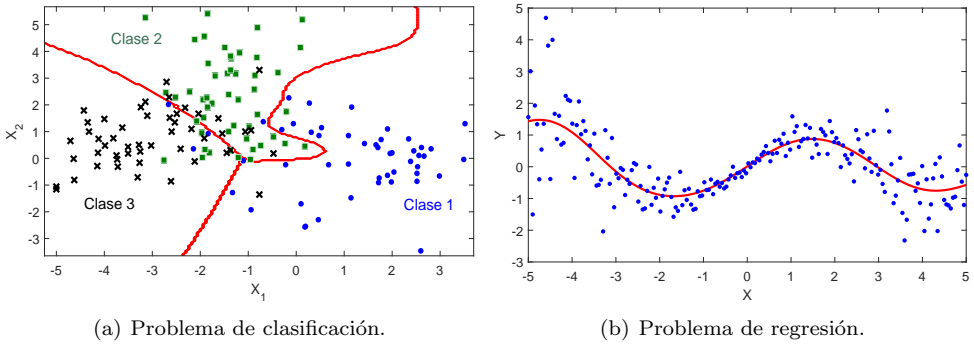 5
4
3
2
1
0
-1
-2
-3
X2
Clase 2
Clase 3
Clase 1
-5 -4 -3 -2 -1 0 1 2 3
X1
(a) Problema de clasificación.
5
4
3
2
1
0
-1
-2
-3
Y
-5 -4 -3 -2 -1 0 1 2 3 4 5
X
(b) Problema de regresión.